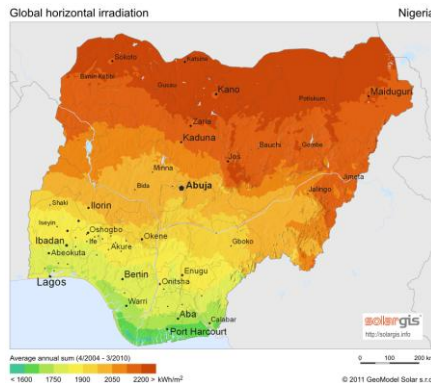 Global horizontal irradiation
Nigeria
Sokoto
Katsina
Birnin Kebbi
Gusau
Kano
Maiduguri
Potiskum
Zaria
Kaduna
Jos
Bauchi
Gombe
Minna
Jimeta
Bida
Abuja
Jalingo
Shaki
Ilorin
Iseyin
Oshogbo
Ibadan
Ife
Okene
Gboko
Abeokuta
Akure
Lagos
Benin
Enugu
Onitsha
Warri
Aba
Calabar
Port Harcourt
solargis
http://solargis.info
Average annual sum (4/2004 - 3/2010)
0 100 200 km
< 1600 1750 1900 2050 2200 > kWh/m²
© 2011 GeoModel Solar s.r.o.